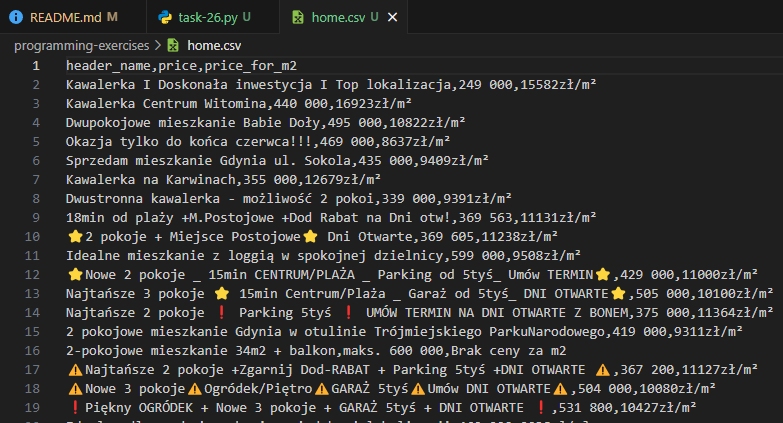 README.md M task-26.py U home.csv U
programming-exercises > home.csv
1 header_name,price,price_for_m2
2 Kawalerka I Doskonała inwestycja I Top lokalizacja,249 000,15582zł/m²
3 Kawalerka Centrum Witomina,440 000,16923zł/m²
4 Dwupokojowe mieszkanie Babie Doły,495 000,10822zł/m²
5 Okazja tylko do końca czerwca!!!,469 000,8637zł/m²
6 Sprzedam mieszkanie Gdynia ul. Sokola,435 000,9409zł/m²
7 Kawalerka na Karwinach,355 000,12679zł/m²
8 Dwustronna kawalerka - możliwość 2 pokoi,339 000,9391zł/m²
9 18min od plaży +M.Postojowe +Dod Rabat na Dni otw!,369 563,11131zł/m²
10 ⭐2 pokoje + Miejsce Postojowe⭐ Dni Otwarte,369 605,11238zł/m²
11 Idealne mieszkanie z loggią w spokojnej dzielnicy,599 000,9508zł/m²
12 ⭐Nowe 2 pokoje _ 15min CENTRUM/PLAŻA _ Parking od 5tyś_ Umów TERMIN⭐,429 000,11000zł/m²
13 Najtańsze 3 pokoje ⭐ 15min Centrum/Plaża _ Garaż od 5tyś_ DNI OTWARTE⭐,505 000,10100zł/m²
14 Najtańsze 2 pokoje ❗ Parking 5tyś ❗ UMÓW TERMIN NA DNI OTWARTE Z BONEM,375 000,11364zł/m²
15 2 pokojowe mieszkanie Gdynia w otulinie Trójmiejskiego ParkuNarodowego,419 000,9311zł/m²
16 2-pokojowe mieszkanie 34m2 + balkon,maks. 600 000,Brak ceny za m2
17 ⚠️Najtańsze 2 pokoje +Zgarnij Dod-RABAT + Parking 5tyś +DNI OTWARTE ⚠️,367 200,11127zł/m²
18 ⚠️Nowe 3 pokoje⚠️Ogródek/Piętro⚠️GARAŻ 5tyś⚠️Umów DNI OTWARTE⚠️,504 000,10080zł/m²
19 ❗Piękny OGRÓDEK + Nowe 3 pokoje + GARAŻ 5tyś + DNI OTWARTE ❗,531 800,10427zł/m²